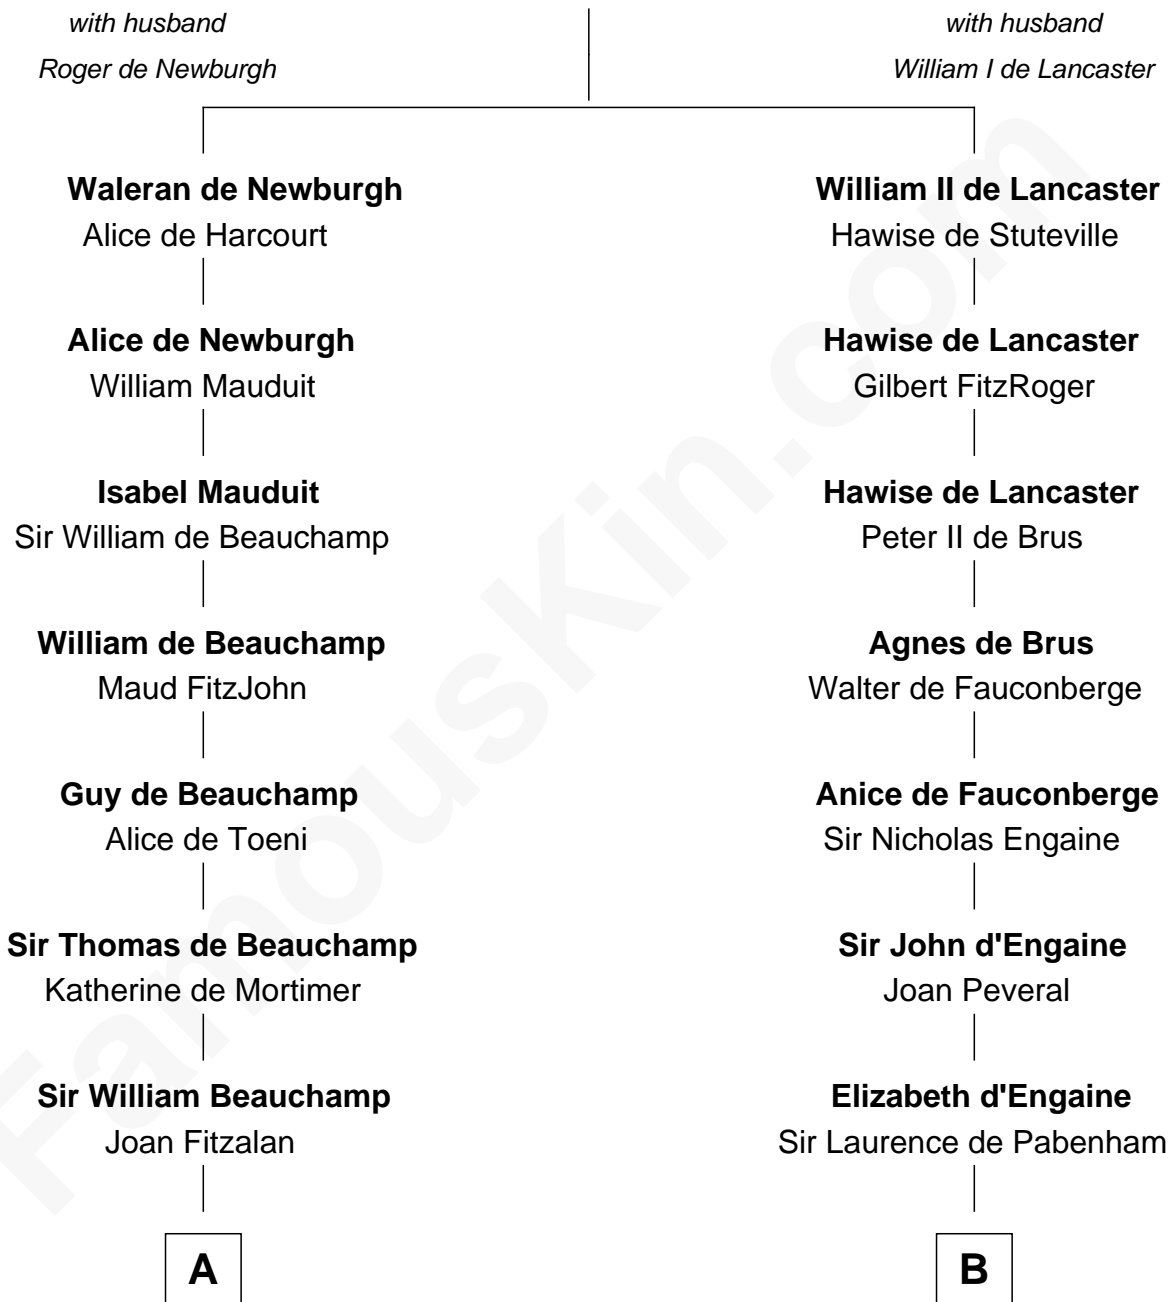 with husband
Roger de Newburgh
with husband
William I de Lancaster
Waleran de Newburgh
Alice de Harcourt
William II de Lancaster
Hawise de Stuteville
Alice de Newburgh
William Mauduit
Hawise de Lancaster
Gilbert FitzRoger
Isabel Mauduit
Sir William de Beauchamp
Hawise de Lancaster
Peter II de Brus
William de Beauchamp
Maud FitzJohn
Agnes de Brus
Walter de Fauconberge
Guy de Beauchamp
Alice de Toeni
Anice de Fauconberge
Sir Nicholas Engaine
Sir Thomas de Beauchamp
Katherine de Mortimer
Sir John d'Engaine
Joan Peveral
Sir William Beauchamp
Joan Fitzalan
Elizabeth d'Engaine
Sir Laurence de Pabenham
A
B
FamousKin.com